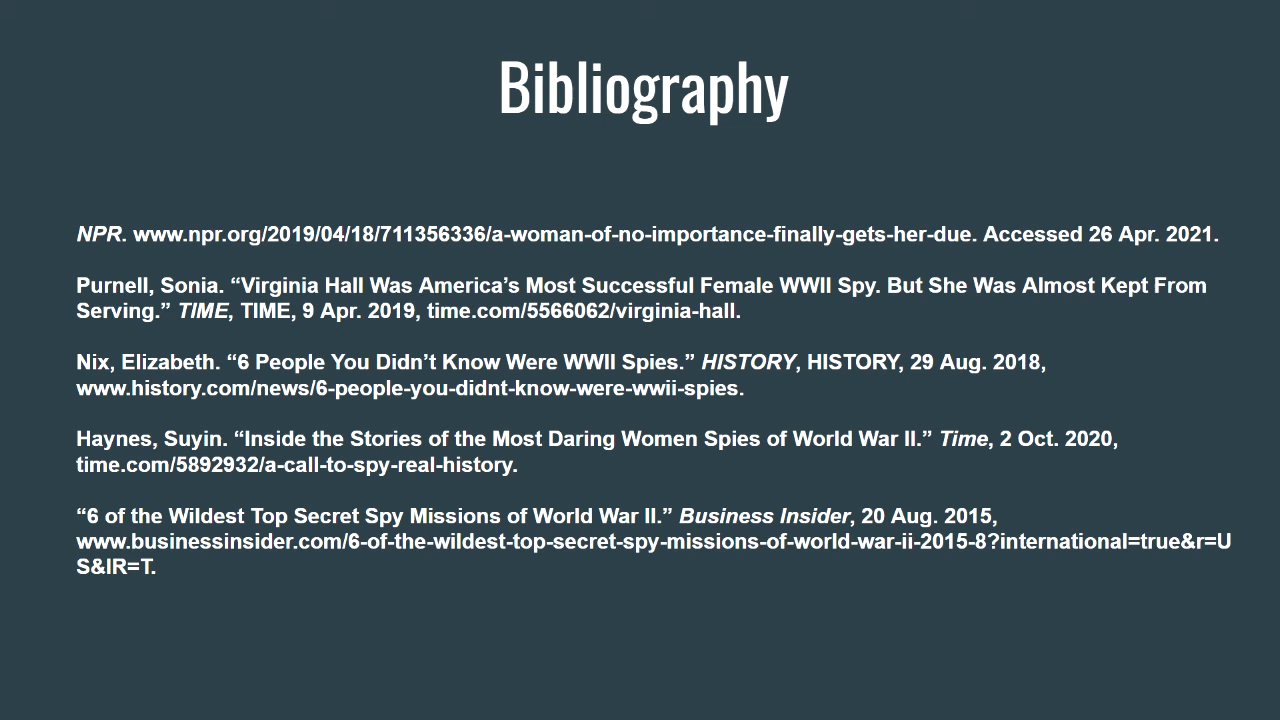 Bibliography
NPR. www.npr.org/2019/04/18/711356336/a-woman-of-no-importance-finally-gets-her-due. Accessed 26 Apr. 2021.
Purnell, Sonia. “Virginia Hall Was America’s Most Successful Female WWII Spy. But She Was Almost Kept From
Serving.” TIME, TIME, 9 Apr. 2019, time.com/5566062/virginia-hall.
Nix, Elizabeth. “6 People You Didn’t Know Were WWII Spies.” HISTORY, HISTORY, 29 Aug. 2018,
www.history.com/news/6-people-you-didnt-know-were-wwii-spies.
Haynes, Suyin. “Inside the Stories of the Most Daring Women Spies of World War II.” Time, 2 Oct. 2020,
time.com/5892932/a-call-to-spy-real-history.
“6 of the Wildest Top Secret Spy Missions of World War II.” Business Insider, 20 Aug. 2015,
www.businessinsider.com/6-of-the-wildest-top-secret-spy-missions-of-world-war-ii-2015-8?international=true&r=U
S&IR=T.